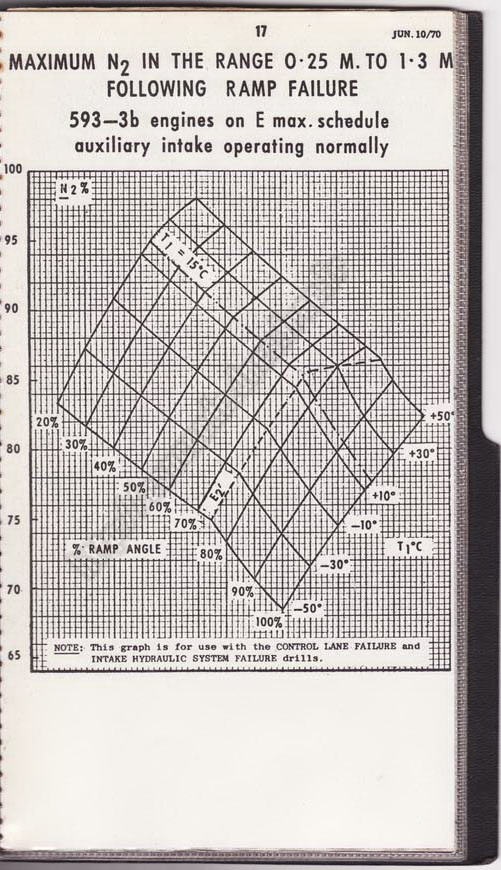 17
JUN. 10/70
MAXIMUM N2 IN THE RANGE 0·25 M. TO 1·3 M
FOLLOWING RAMP FAILURE
593–3b engines on E max. schedule
auxiliary intake operating normally
100
N2%
95
T1 = 15°C
90
85
+50°
20%
30%
80
+30°
40%
50%
+10°
60%
E2'
75
70%
-10°
% RAMP ANGLE
80%
T1°C
-30°
70
90%
-50°
100%
NOTE: This graph is for use with the CONTROL LANE FAILURE and
INTAKE HYDRAULIC SYSTEM FAILURE drills.
65